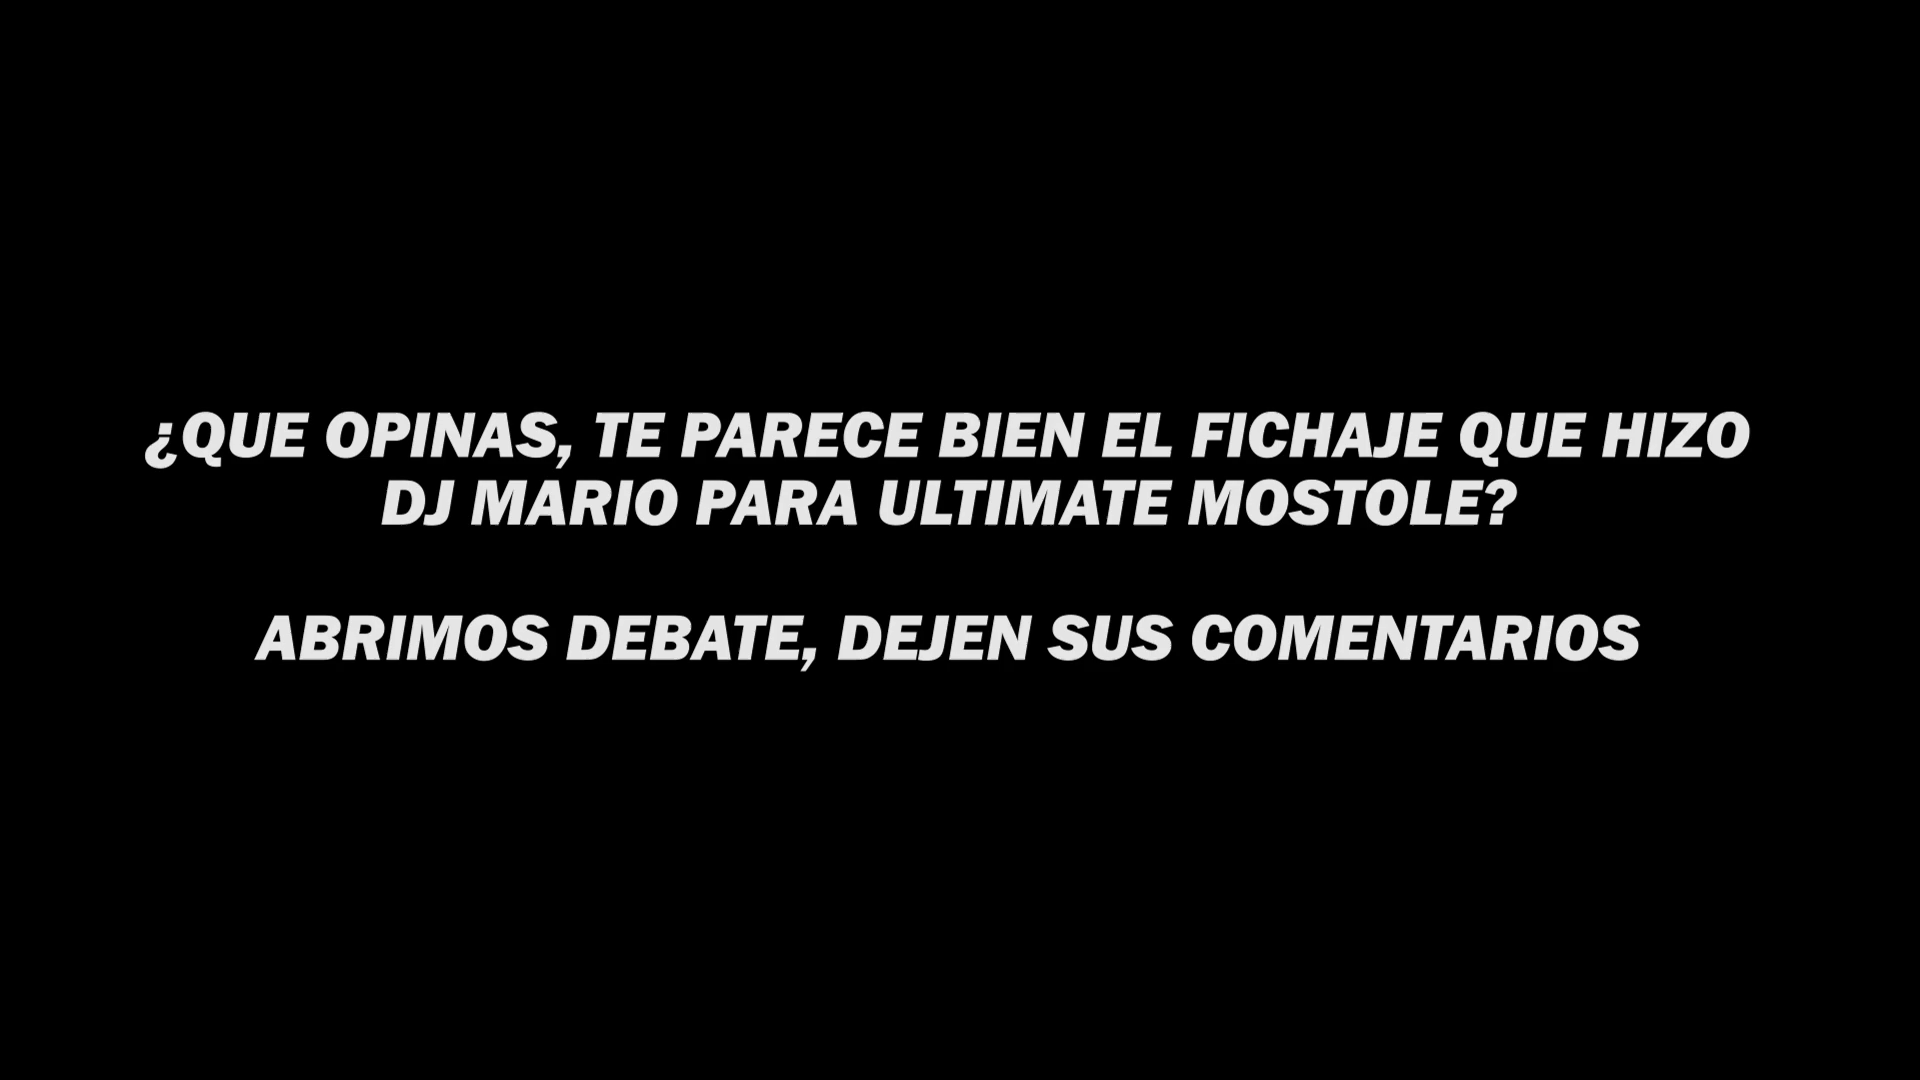 ¿QUE OPINAS, TE PARECE BIEN EL FICHAJE QUE HIZO
DJ MARIO PARA ULTIMATE MOSTOLE?
ABRIMOS DEBATE, DEJEN SUS COMENTARIOS